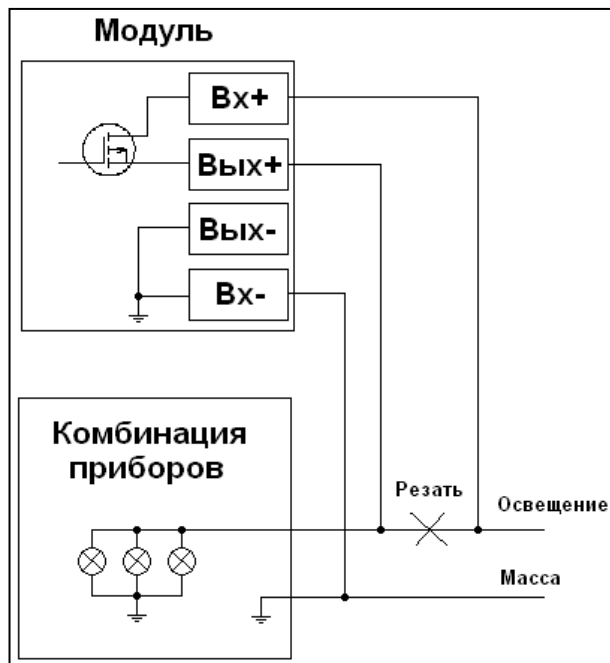 Модуль
Вх+
Вых+
Вых-
Вх-
Комбинация
приборов
Резать
Освещение
Масса